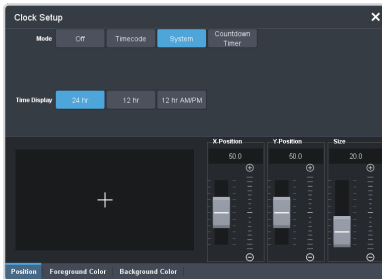 Clock Setup
Mode Off Timecode System Countdown Timer
Time Display 24 hr 12 hr 12 hr AM/PM
X-Position Y-Position Size
50.0 50.0 20.0
Position Foreground Color Background Color